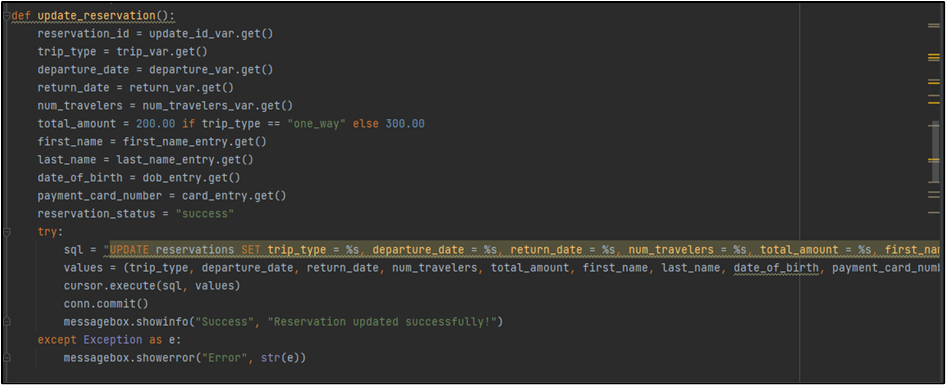 def update_reservation():
    reservation_id = update_id_var.get()
    trip_type = trip_var.get()
    departure_date = departure_var.get()
    return_date = return_var.get()
    num_travelers = num_travelers_var.get()
    total_amount = 200.00 if trip_type == "one_way" else 300.00
    first_name = first_name_entry.get()
    last_name = last_name_entry.get()
    date_of_birth = dob_entry.get()
    payment_card_number = card_entry.get()
    reservation_status = "success"
    try:
        sql = "UPDATE reservations SET trip_type = %s, departure_date = %s, return_date = %s, num_travelers = %s, total_amount = %s, first_na
        values = (trip_type, departure_date, return_date, num_travelers, total_amount, first_name, last_name, date_of_birth, payment_card_num
        cursor.execute(sql, values)
        conn.commit()
        messagebox.showinfo("Success", "Reservation updated successfully!")
    except Exception as e:
        messagebox.showerror("Error", str(e))